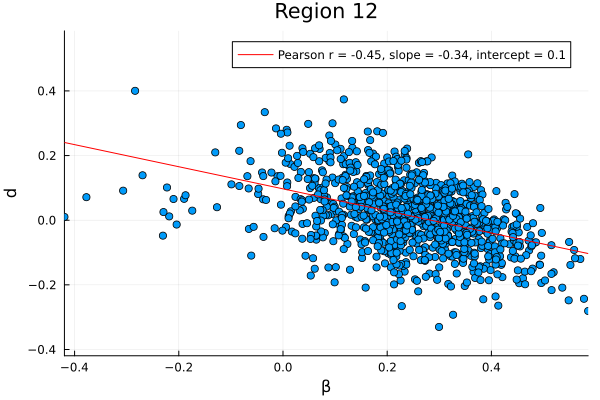 Region 12
Pearson r = -0.45, slope = -0.34, intercept = 0.1
d
0.4
0.2
0.0
−0.2
−0.4
−0.4
−0.2
0.0
0.2
0.4
β